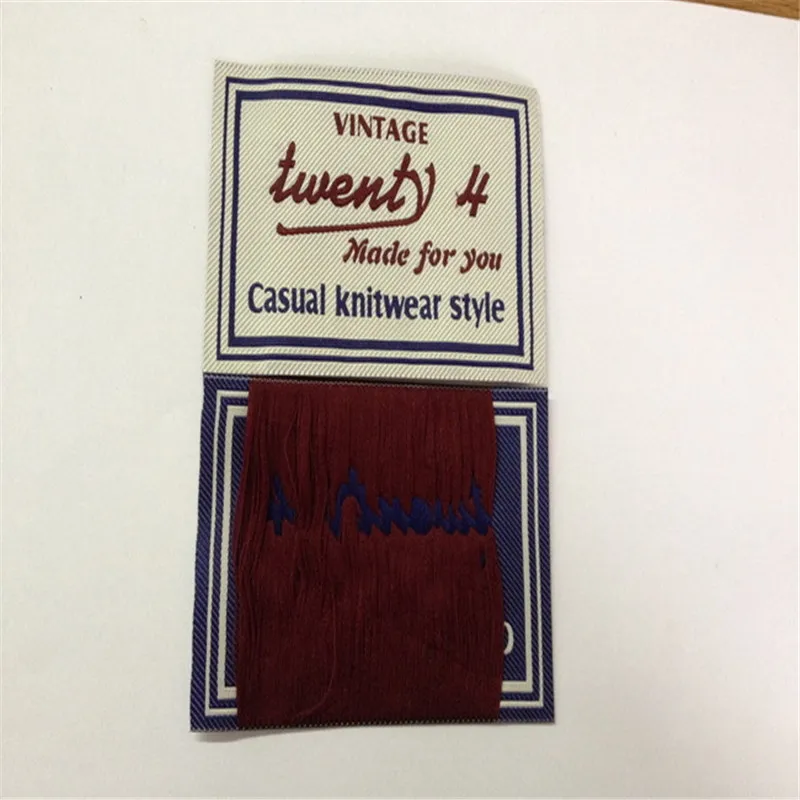 VINTAGE
twenty 4
Made for you
Casual knitwear style